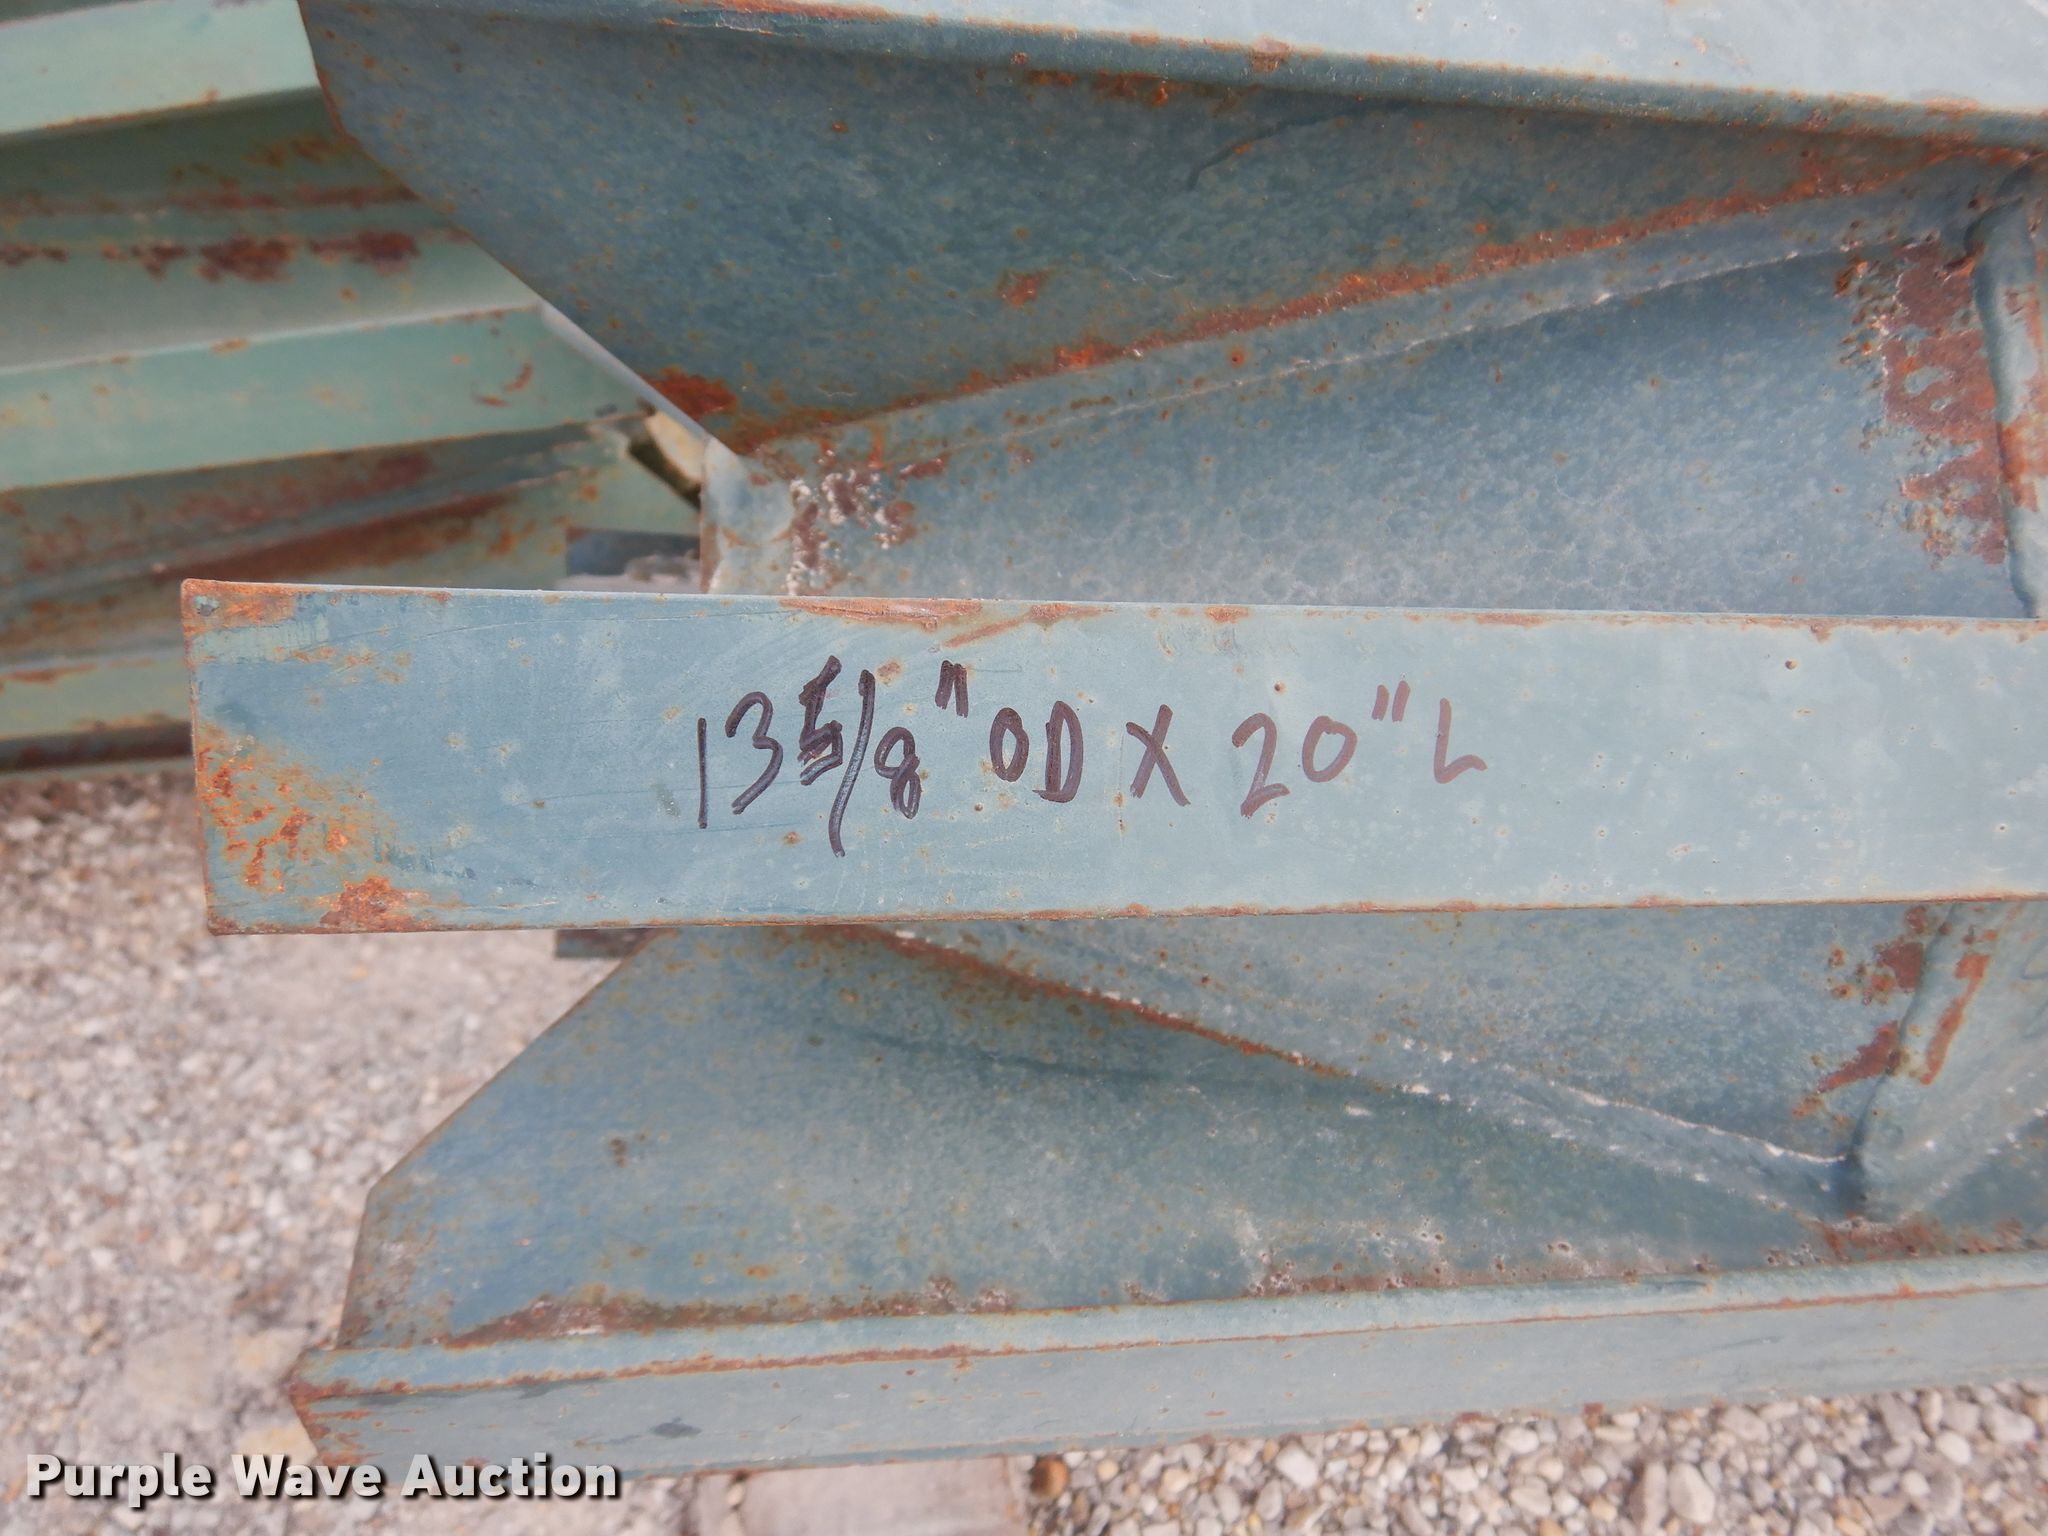 13 5/8" OD X 20" L
Purple Wave Auction